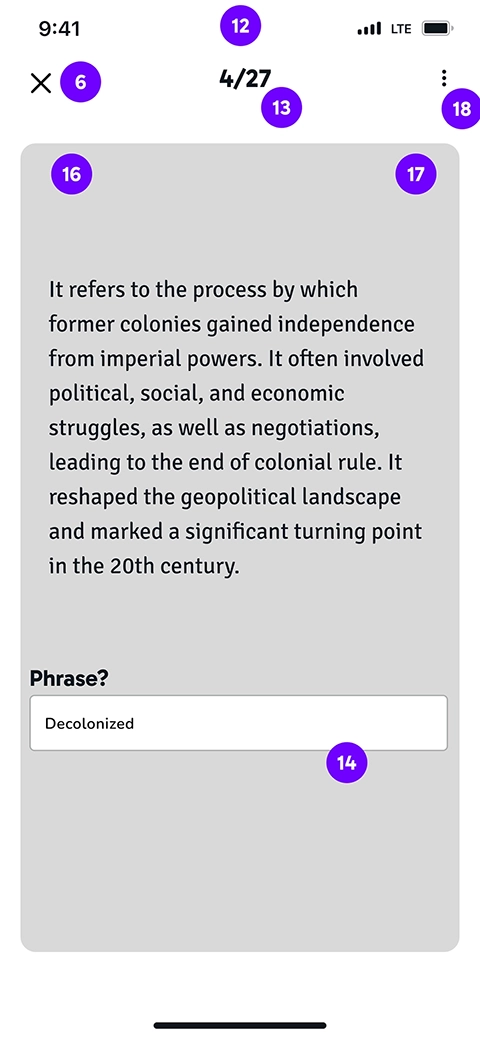 9:41
12
LTE
6
4/27
13
18
16
17
It refers to the process by which
former colonies gained independence
from imperial powers. It often involved
political, social, and economic
struggles, as well as negotiations,
leading to the end of colonial rule. It
reshaped the geopolitical landscape
and marked a significant turning point
in the 20th century.
Phrase?
Decolonized
14